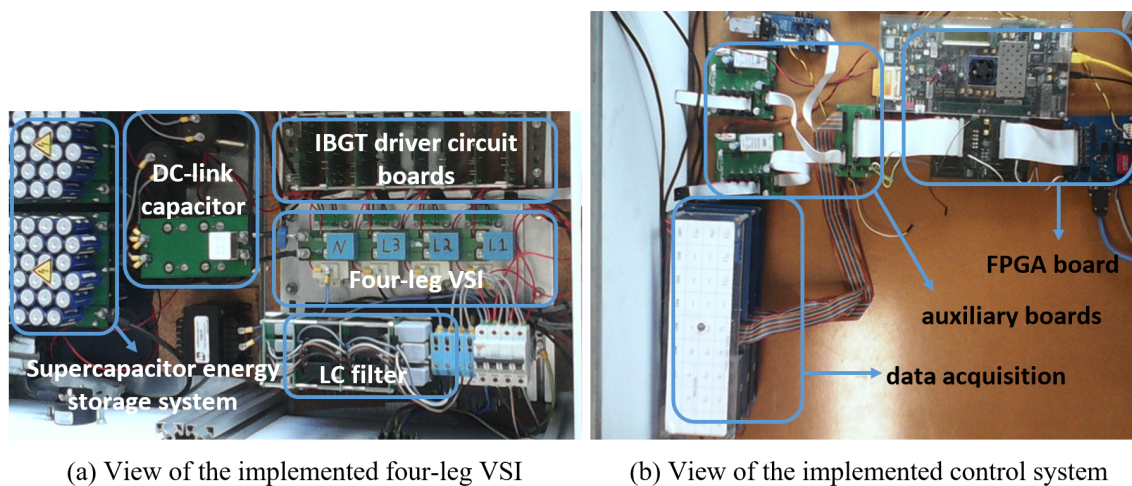 IBGT driver circuit
boards
DC-link
capacitor
N
L3
L2
L1
Four-leg VSI
LC filter
Supercapacitor energy
storage system
FPGA board
auxiliary boards
data acquisition
(a) View of the implemented four-leg VSI
(b) View of the implemented control system